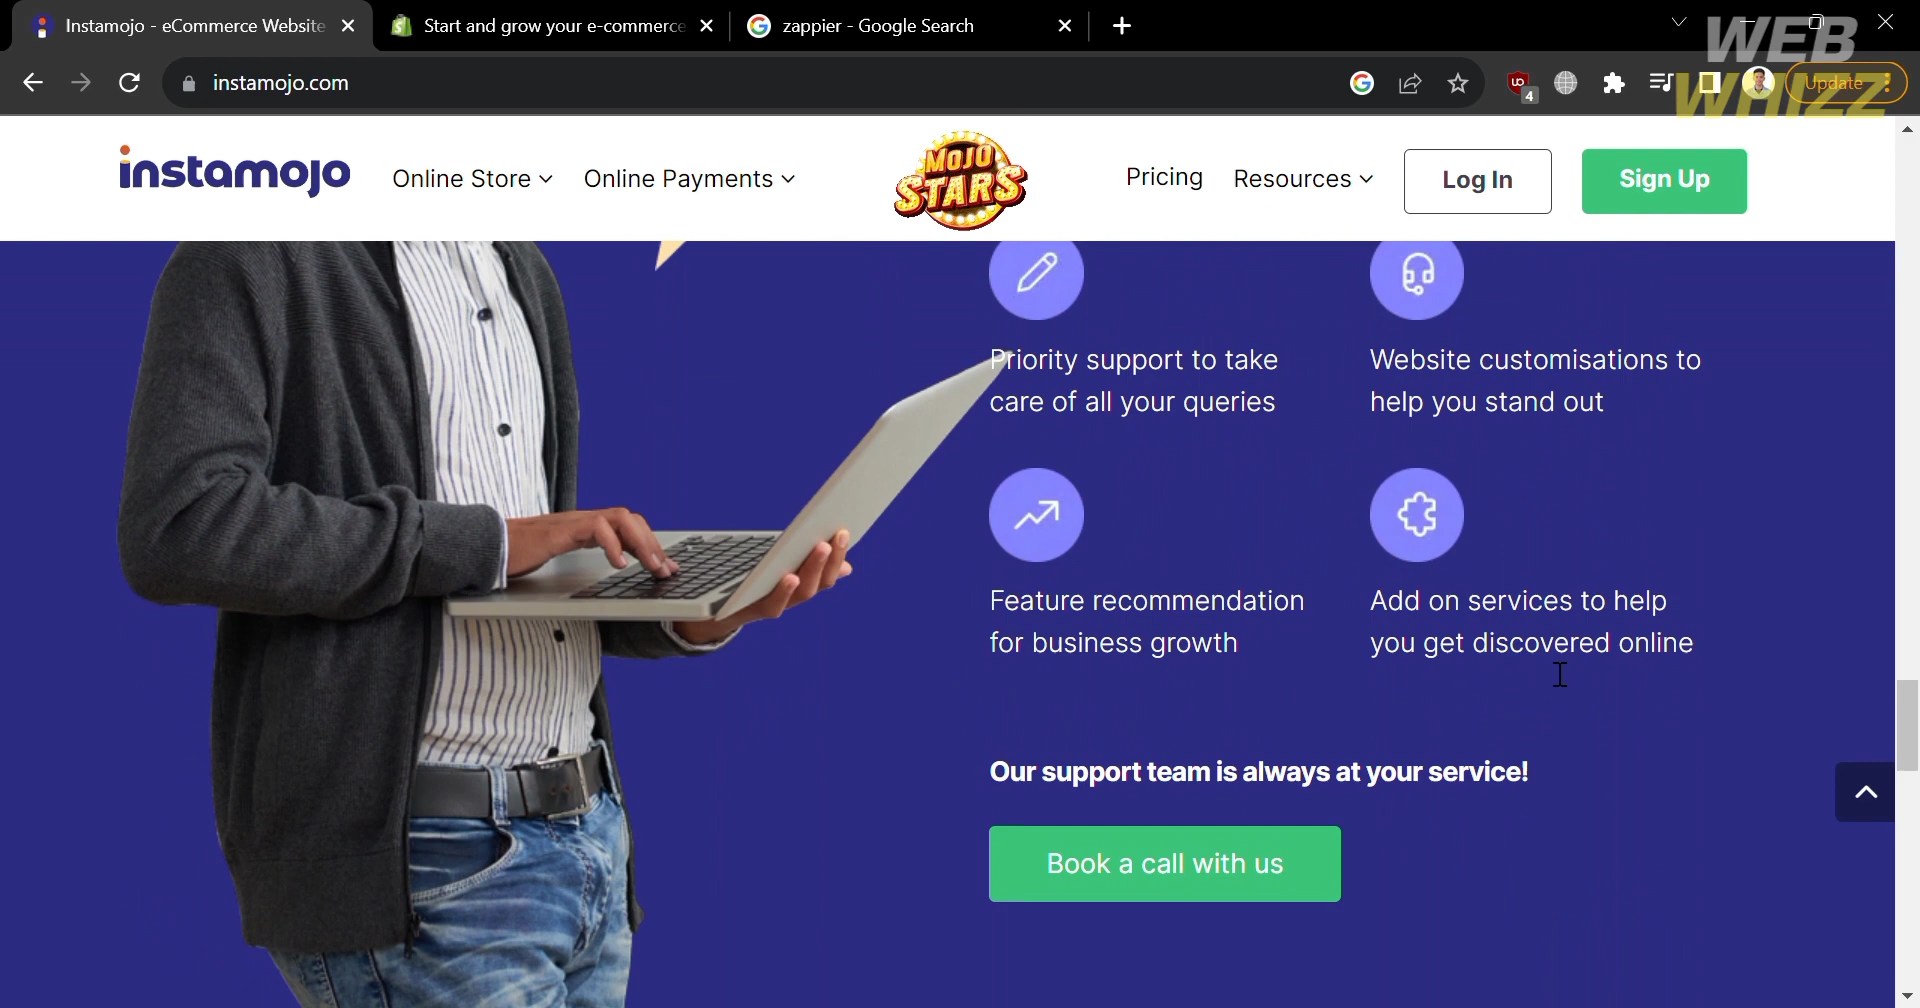 Instamojo - eCommerce Website
Start and grow your e-commerce
zappier - Google Search
WEB
WHIZZ
instamojo.com
4
Update
instamojo
Online Store
Online Payments
MOJO
STARS
Pricing
Resources
Log In
Sign Up
Priority support to take
care of all your queries
Website customisations to
help you stand out
Feature recommendation
for business growth
Add on services to help
you get discovered online
Our support team is always at your service!
Book a call with us